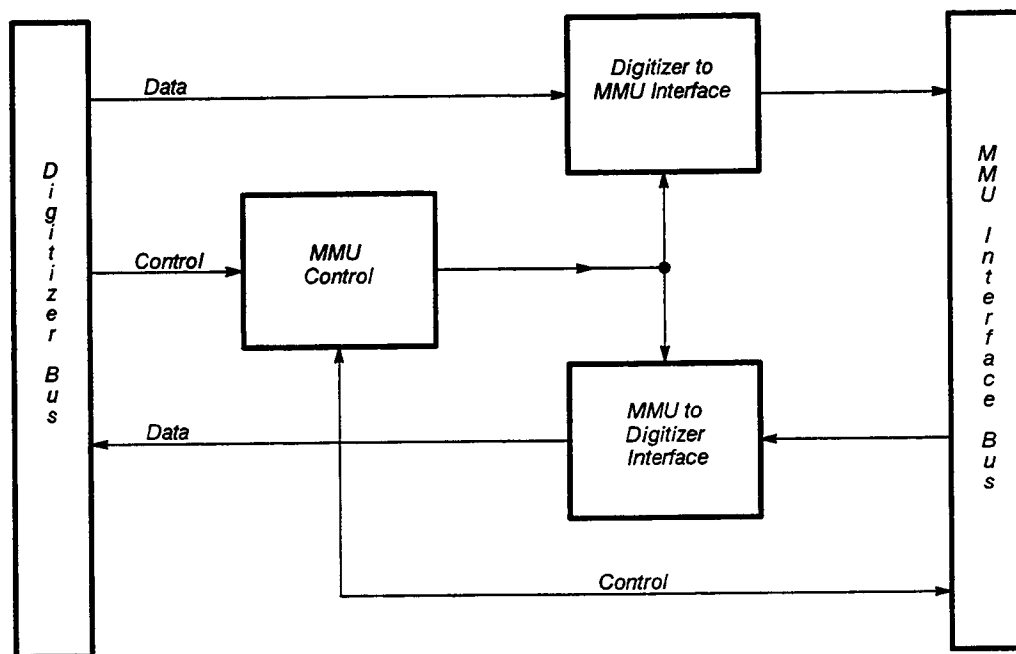 Digitizer Bus
Data
Control
Data
MMU
Control
Digitizer to
MMU Interface
MMU to
Digitizer
Interface
Control
MMU Interface Bus